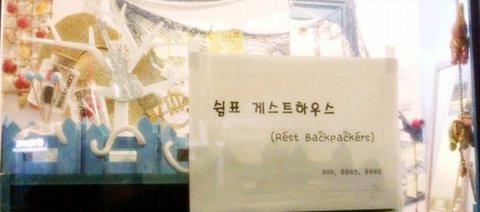 쉼표 게스트하우스
(Rest Backpackers)
010. 8865. 8665